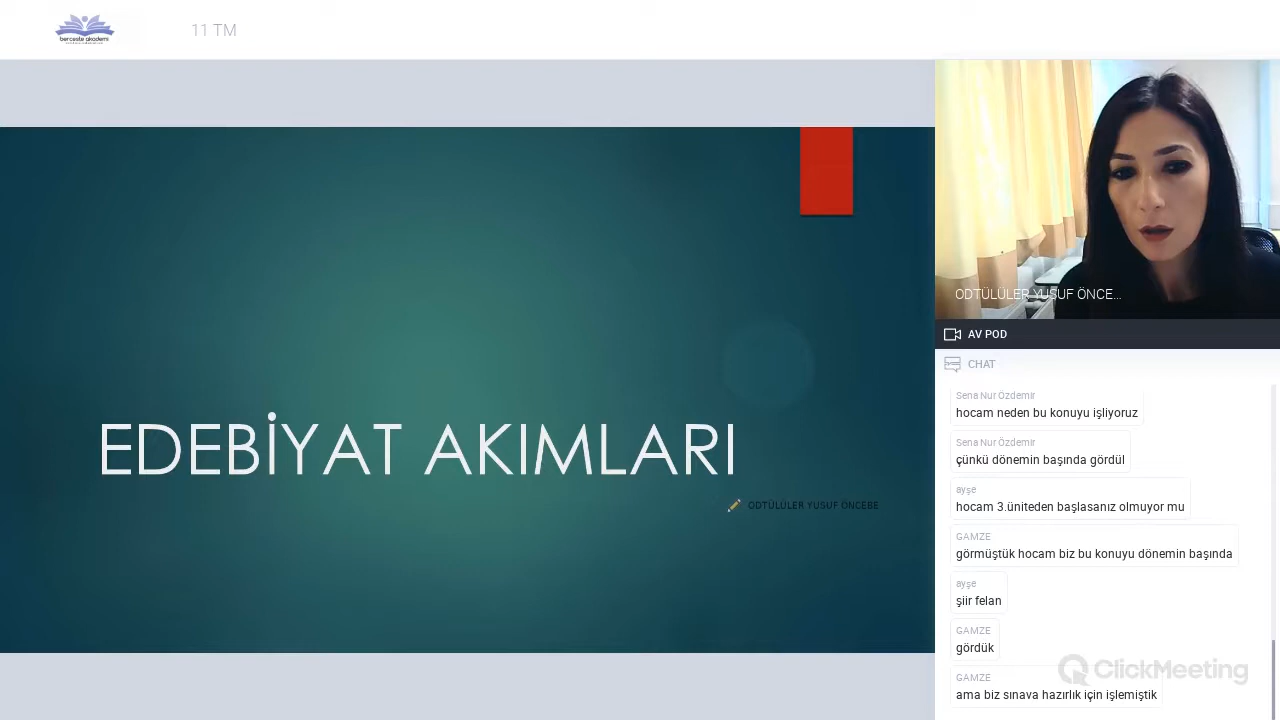 berceste akademi
11 TM
EDEBİYAT AKIMLARI
ODTÜLÜLER YUSUF ÖNCEBE
ODTÜLÜLER YUSUF ÖNCE...
AV POD
CHAT
Sena Nur Özdemir
hocam neden bu konuyu işliyoruz
Sena Nur Özdemir
çünkü dönemin başında gördül
ayşe
hocam 3.üniteden başlasanız olmuyor mu
GAMZE
görmüştük hocam biz bu konuyu dönemin başında
ayşe
şiir felan
GAMZE
gördük
GAMZE
ama biz sınava hazırlık için işlemiştik
ClickMeeting